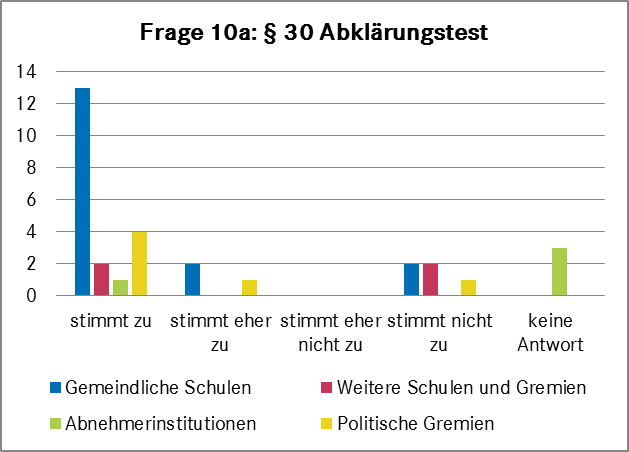 Frage 10a: § 30 Abklärungstest
14
12
10
8
6
4
2
0
stimmt zu
stimmt eher
zu
stimmt eher
nicht zu
stimmt nicht
zu
keine
Antwort
Gemeindliche Schulen
Weitere Schulen und Gremien
Abnehmerinstitutionen
Politische Gremien